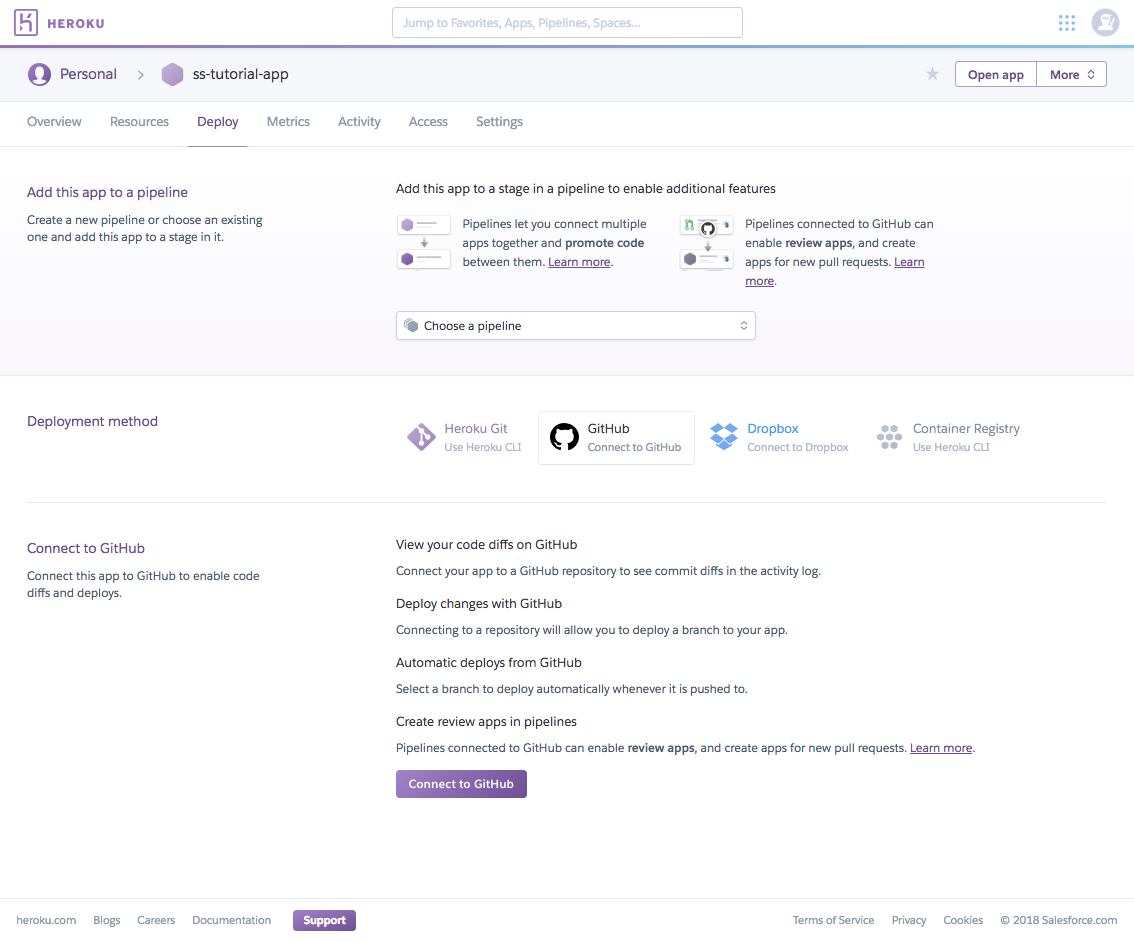 HEROKU
Jump to Favorites, Apps, Pipelines, Spaces...
Personal
ss-tutorial-app
Open app
More
Overview
Resources
Deploy
Metrics
Activity
Access
Settings
Add this app to a pipeline
Create a new pipeline or choose an existing
one and add this app to a stage in it.
Add this app to a stage in a pipeline to enable additional features
Pipelines let you connect multiple
apps together and promote code
between them. Learn more.
Pipelines connected to GitHub can
enable review apps, and create
apps for new pull requests. Learn
more.
Choose a pipeline
Deployment method
Heroku Git
Use Heroku CLI
GitHub
Connect to GitHub
Dropbox
Connect to Dropbox
Container Registry
Use Heroku CLI
Connect to GitHub
Connect this app to GitHub to enable code
diffs and deploys.
View your code diffs on GitHub
Connect your app to a GitHub repository to see commit diffs in the activity log.
Deploy changes with GitHub
Connecting to a repository will allow you to deploy a branch to your app.
Automatic deploys from GitHub
Select a branch to deploy automatically whenever it is pushed to.
Create review apps in pipelines
Pipelines connected to GitHub can enable review apps, and create apps for new pull requests. Learn more.
Connect to GitHub
heroku.com
Blogs
Careers
Documentation
Support
Terms of Service
Privacy
Cookies
© 2018 Salesforce.com